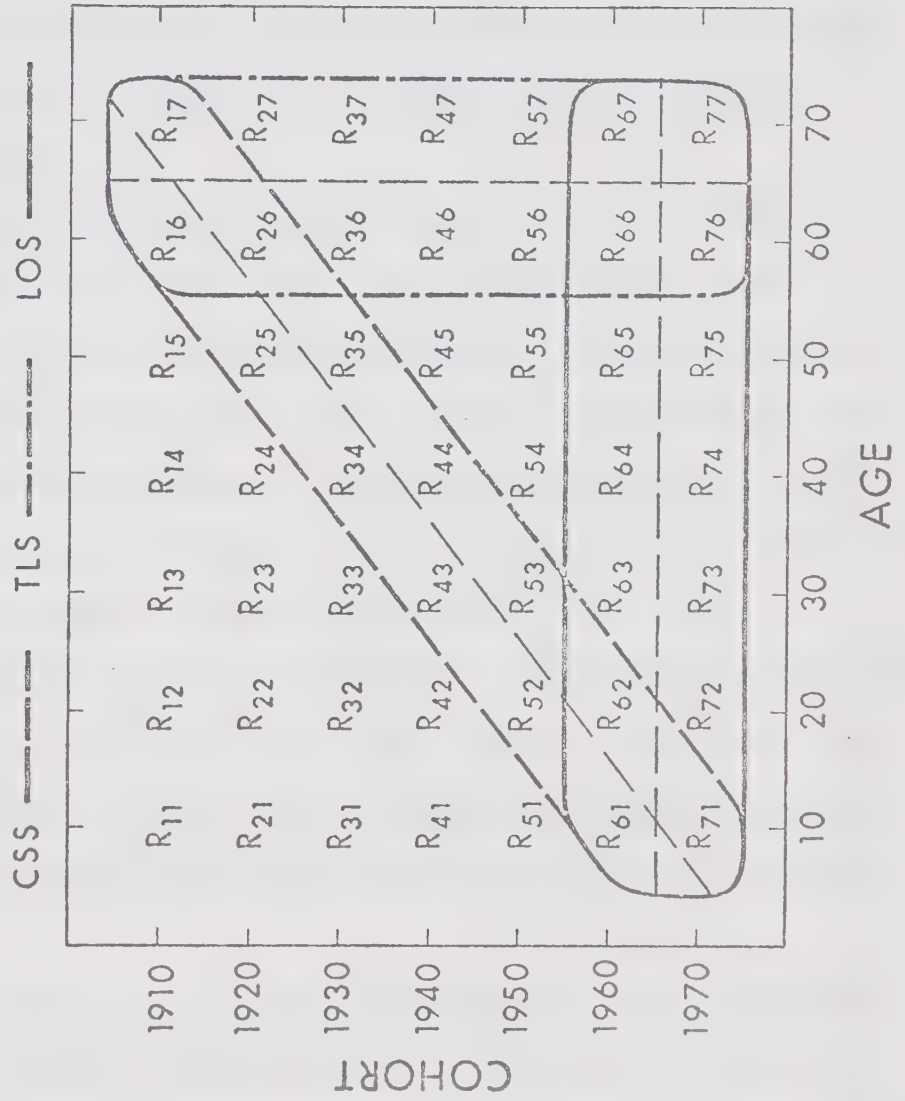 CSS TLS LOS
COHORT
1910 R11 R12 R13 R14 R15 R16 R17
1920 R21 R22 R23 R24 R25 R26 R27
1930 R31 R32 R33 R34 R35 R36 R37
1940 R41 R42 R43 R44 R45 R46 R47
1950 R51 R52 R53 R54 R55 R56 R57
1960 R61 R62 R63 R64 R65 R66 R67
1970 R71 R72 R73 R74 R75 R76 R77
10 20 30 40 50 60 70
AGE